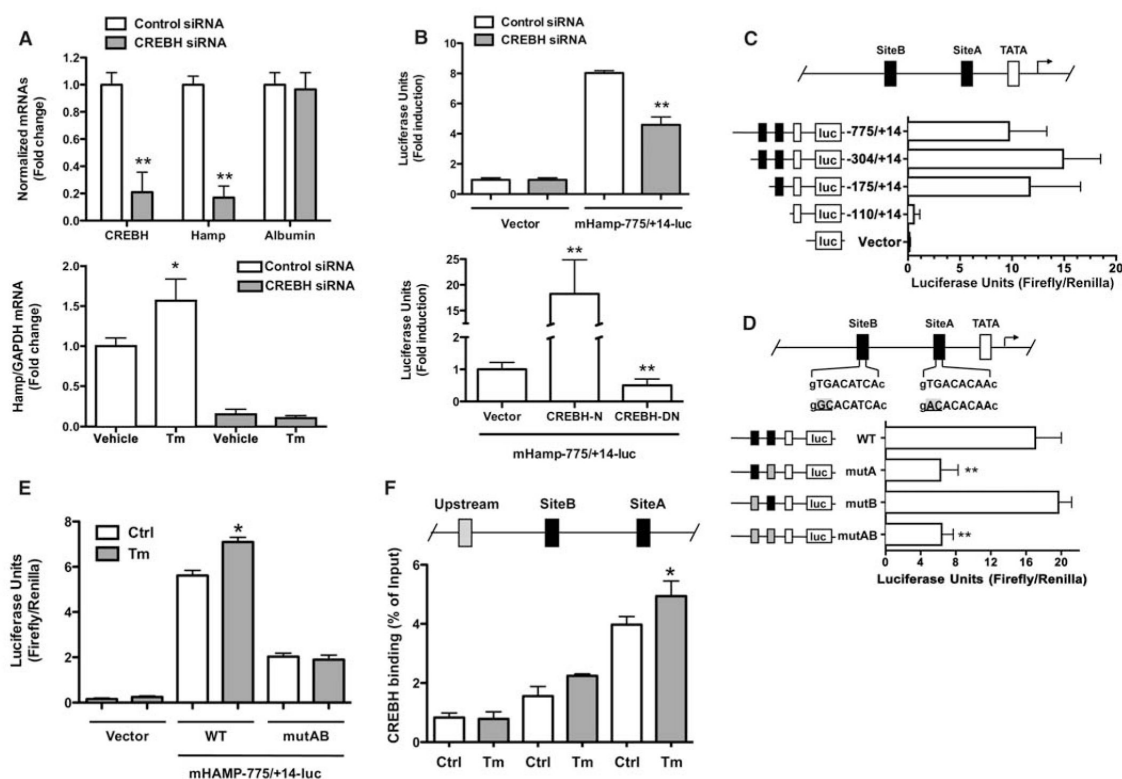 A
Control siRNA
CREBH siRNA
Normalized mRNAs
(Fold change)
1.4
1.2
1.0
0.8
0.6
0.4
0.2
0.0
**
**
CREBH
Hamp
Albumin
Hamp/GAPDH mRNA
(Fold change)
2.0
1.5
1.0
0.5
0.0
*
Control siRNA
CREBH siRNA
Vehicle
Tm
Vehicle
Tm
B
Control siRNA
CREBH siRNA
Luciferase Units
(Fold induction)
10
8
6
4
2
0
**
Vector
mHamp-775/+14-luc
Luciferase Units
(Fold induction)
25
20
15
10
5
2
1
0
**
**
Vector
CREBH-N
CREBH-DN
mHamp-775/+14-luc
C
SiteB
SiteA
TATA
luc
-775/+14
luc
-304/+14
luc
-175/+14
luc
-110/+14
luc
Vector
0
5
10
15
20
Luciferase Units (Firefly/Renilla)
D
SiteB
SiteA
TATA
gTGACATCAc
gTGACACAAc
gGCACATCAc
gACACACAAc
luc
WT
luc
mutA
**
luc
mutB
luc
mutAB
**
0
4
8
12
16
20
Luciferase Units (Firefly/Renilla)
E
Ctrl
Tm
Luciferase Units
(Firefly/Renilla)
8
6
4
2
0
*
Vector
WT
mutAB
mHAMP-775/+14-luc
F
Upstream
SiteB
SiteA
CREBH binding (% of Input)
6
4
2
0
*
Ctrl
Tm
Ctrl
Tm
Ctrl
Tm